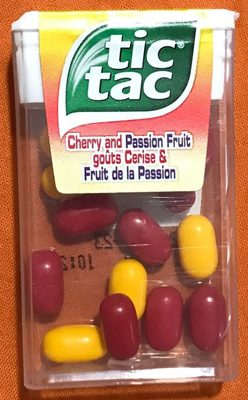 tic
tac
Cherry and Passion Fruit
goûts Cerise &
Fruit de la Passion